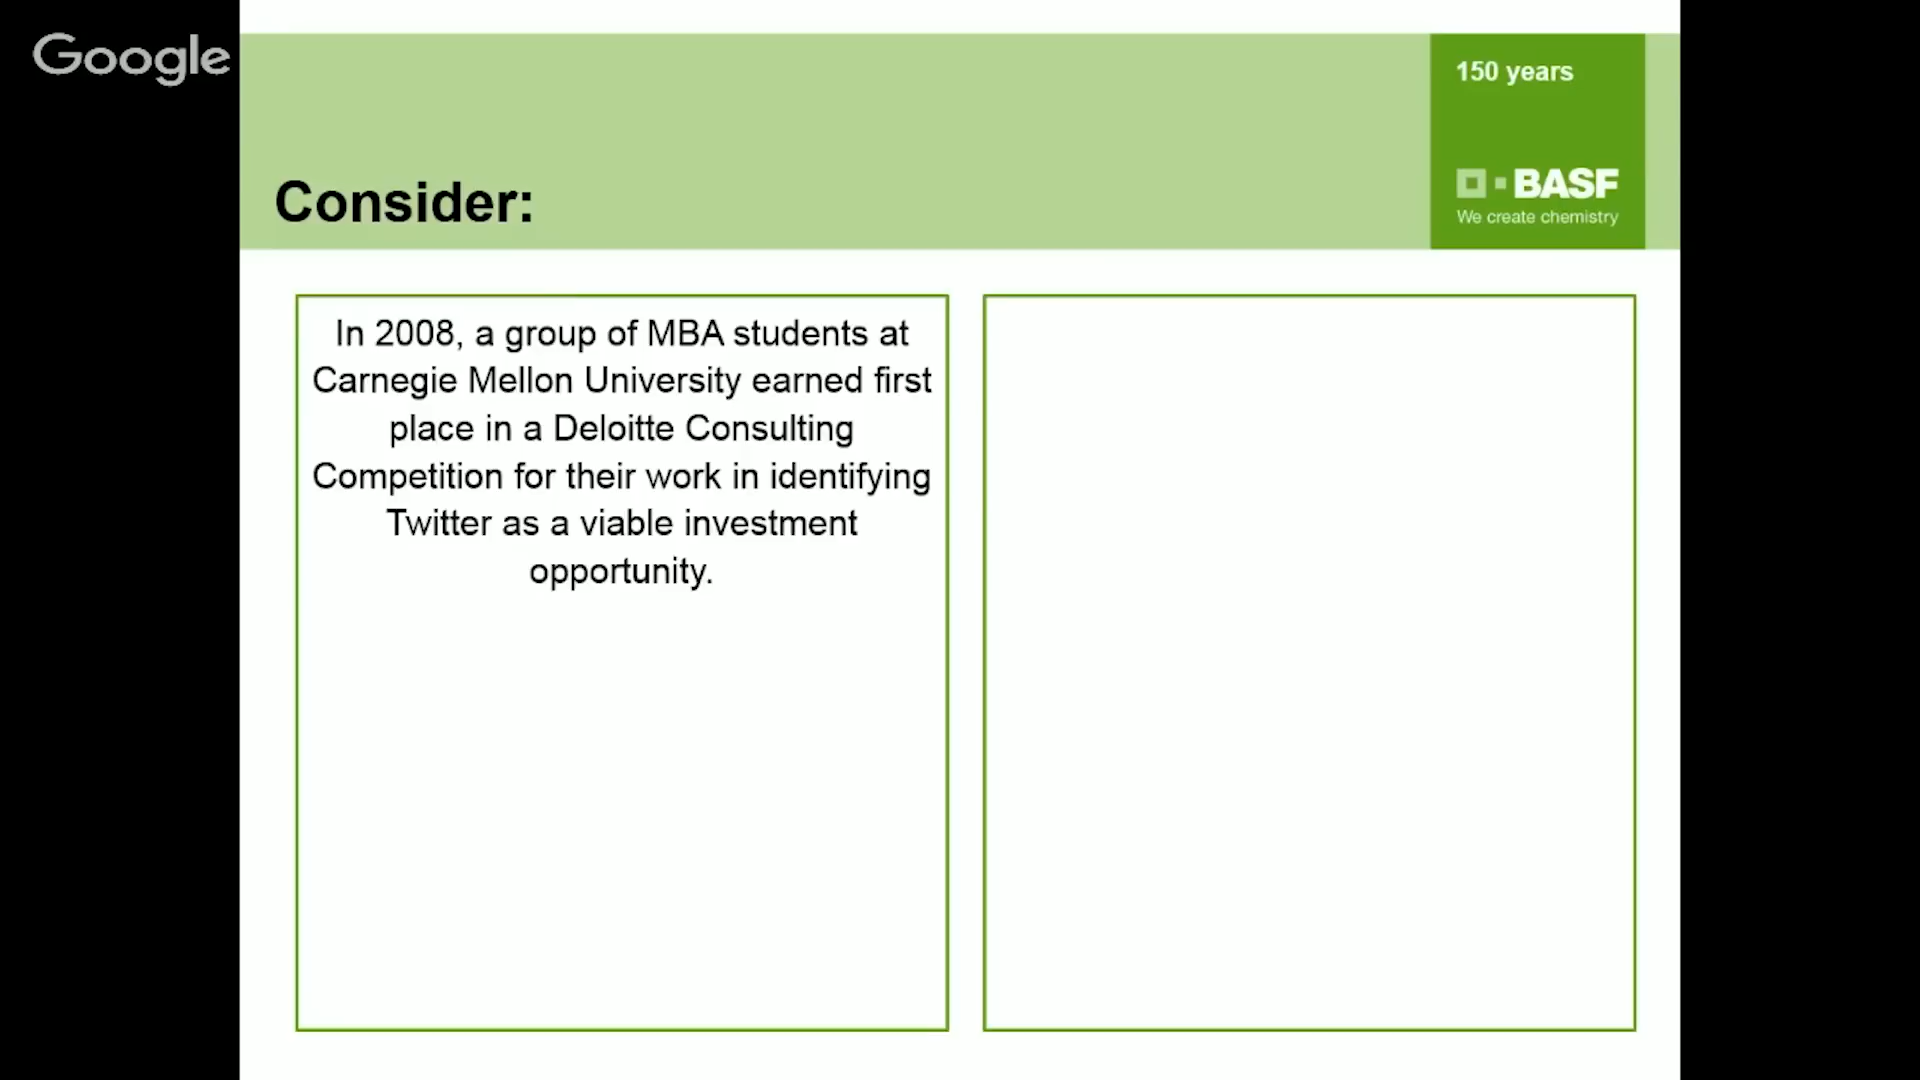 Google
150 years
BASF
We create chemistry
Consider:
In 2008, a group of MBA students at
Carnegie Mellon University earned first
place in a Deloitte Consulting
Competition for their work in identifying
Twitter as a viable investment
opportunity.